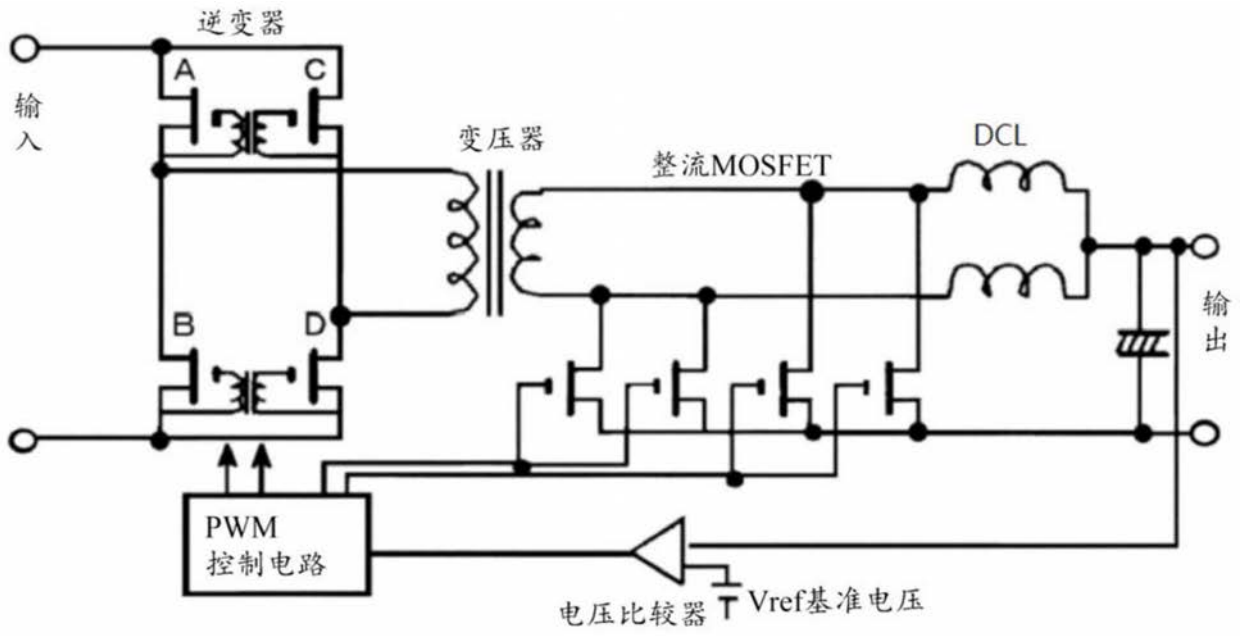 逆变器
A
C
输
入
变压器
整流MOSFET
DCL
B
D
输
出
PWM
控制电路
电压比较器
Vref基准电压